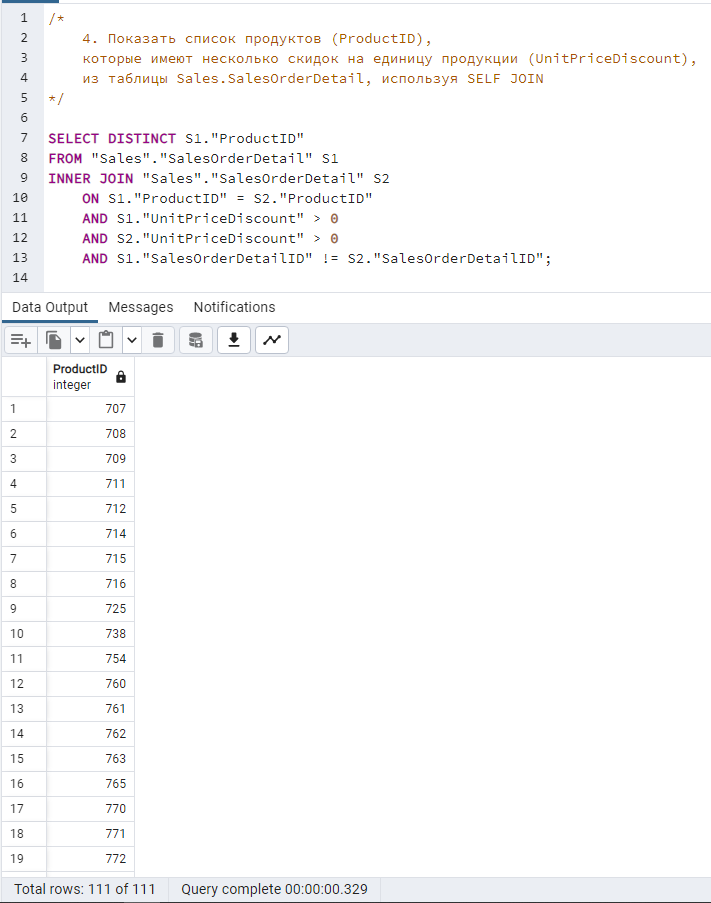 1 /*
2 4. Показать список продуктов (ProductID),
3 которые имеют несколько скидок на единицу продукции (UnitPriceDiscount),
4 из таблицы Sales.SalesOrderDetail, используя SELF JOIN
5 */
6
7 SELECT DISTINCT S1."ProductID"
8 FROM "Sales"."SalesOrderDetail" S1
9 INNER JOIN "Sales"."SalesOrderDetail" S2
10 ON S1."ProductID" = S2."ProductID"
11 AND S1."UnitPriceDiscount" > 0
12 AND S2."UnitPriceDiscount" > 0
13 AND S1."SalesOrderDetailID" != S2."SalesOrderDetailID";
14
Data Output Messages Notifications
ProductID
integer
1 707
2 708
3 709
4 711
5 712
6 714
7 715
8 716
9 725
10 738
11 754
12 760
13 761
14 762
15 763
16 765
17 770
18 771
19 772
Total rows: 111 of 111 Query complete 00:00:00.329